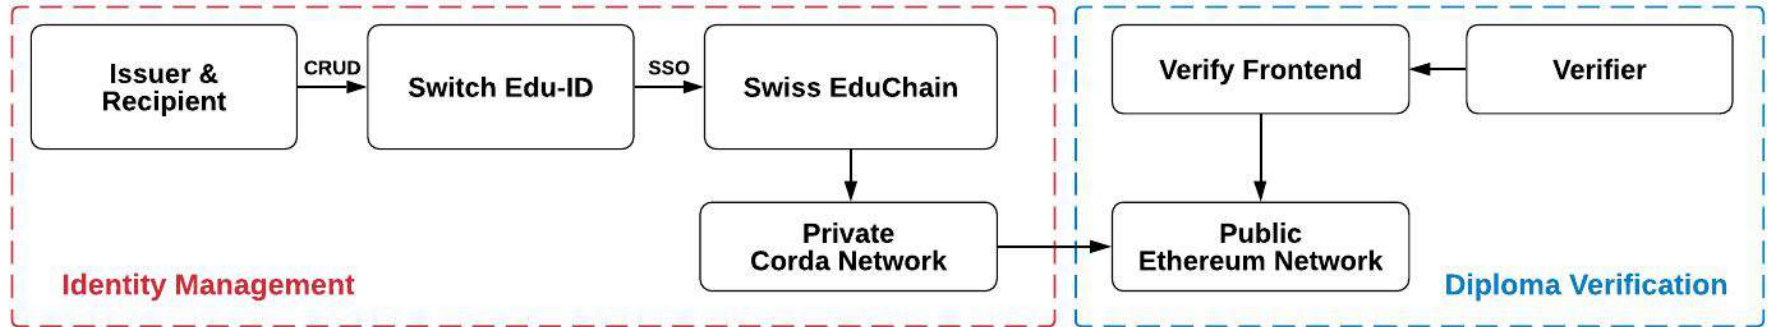 Issuer &
Recipient
CRUD
Switch Edu-ID
SSO
Swiss EduChain
Private
Corda Network
Identity Management
Verify Frontend
Verifier
Public
Ethereum Network
Diploma Verification